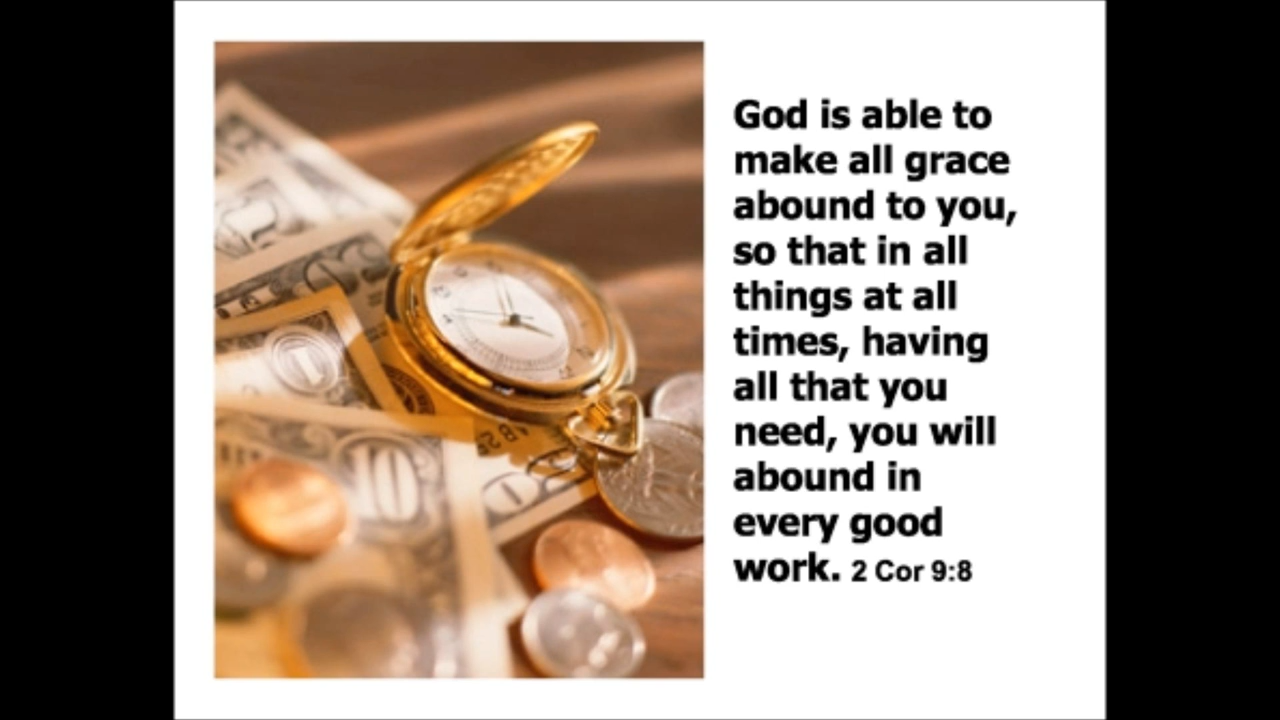 God is able to
make all grace
abound to you,
so that in all
things at all
times, having
all that you
need, you will
abound in
every good
work. 2 Cor 9:8
10